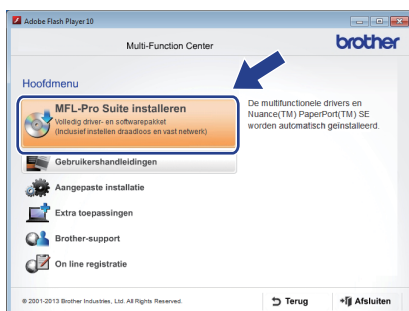 Adobe Flash Player 10
Multi-Function Center
brother
Hoofdmenu
MFL-Pro Suite installeren
Volledig driver- en softwarepakket
(Inclusief instellen draadloos en vast netwerk)
De multifunctionele drivers en
Nuance(TM) PaperPort(TM) SE
worden automatisch geïnstalleerd.
Gebruikershandleidingen
Aangepaste installatie
Extra toepassingen
Brother-support
On line registratie
© 2001-2013 Brother Industries, Ltd. All Rights Reserved.
Terug
Afsluiten